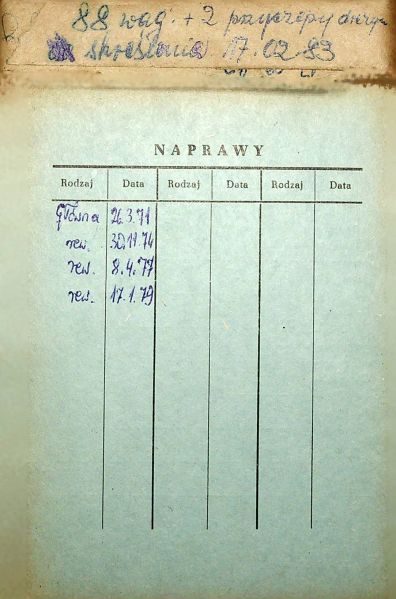 88 wag. + 2 przyczepy
skreślenia 17.02.83
NAPRAWY
Rodzaj Data Rodzaj Data Rodzaj Data
Główna 26.3.71
rew. 30.11.74
rew. 8.4.77
rew. 17.1.79